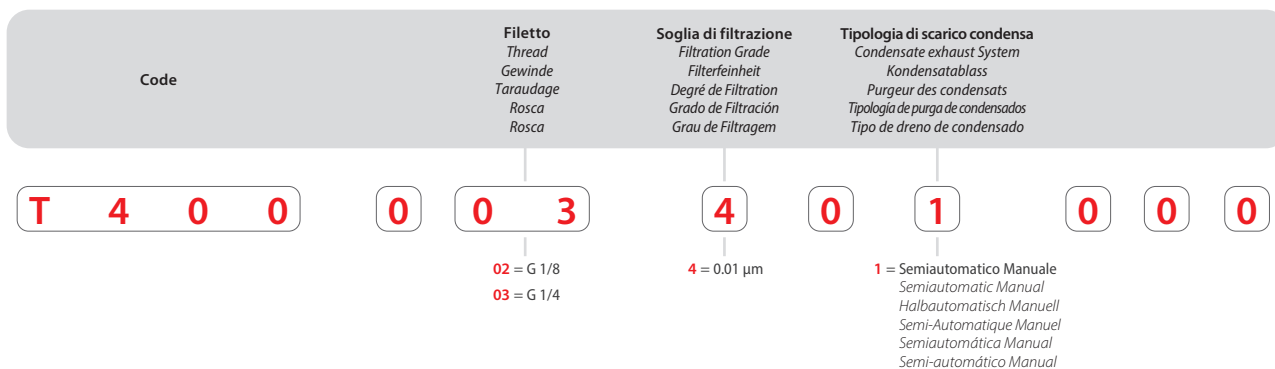 Code
Filetto
Thread
Gewinde
Taraudage
Rosca
Rosca
Soglia di filtrazione
Filtration Grade
Filterfeinheit
Degré de Filtration
Grado de Filtración
Grau de Filtragem
Tipologia di scarico condensa
Condensate exhaust System
Kondensatablass
Purgeur des condensats
Tipología de purga de condensados
Tipo de dreno de condensado
T 4 0 0 0 0 3 4 0 1 0 0 0
02 = G 1/8
03 = G 1/4
4 = 0.01 µm
1 = Semiautomatico Manuale
Semiautomatic Manual
Halbautomatisch Manuell
Semi-Automatique Manuel
Semiautomática Manual
Semi-automático Manual